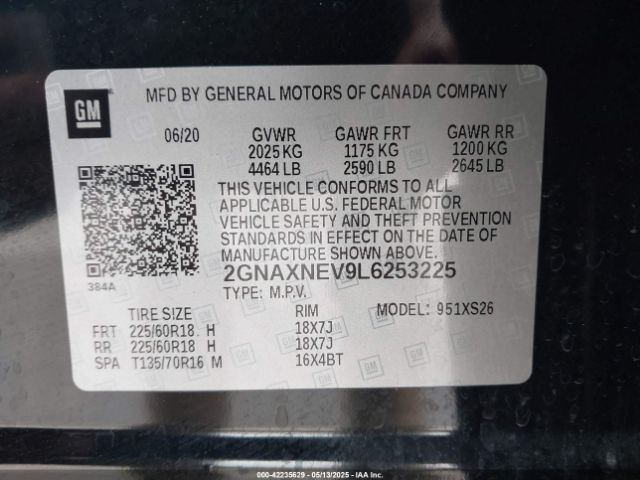 GM
MFD BY GENERAL MOTORS OF CANADA COMPANY
06/20 GVWR GAWR FRT GAWR RR
2025 KG 1175 KG 1200 KG
4464 LB 2590 LB 2645 LB
THIS VEHICLE CONFORMS TO ALL
APPLICABLE U.S. FEDERAL MOTOR
VEHICLE SAFETY AND THEFT PREVENTION
STANDARDS IN EFFECT ON THE DATE OF
MANUFACTURE SHOWN ABOVE.
384A
2GNAXNEV9L6253225
TYPE: M.P.V.
TIRE SIZE RIM MODEL: 951XS26
FRT 225/60R18 H 18X7J
RR 225/60R18 H 18X7J
SPA T135/70R16 M 16X4BT
© IAAI - 42235629 - 05/13/2025 - IAAI.COM